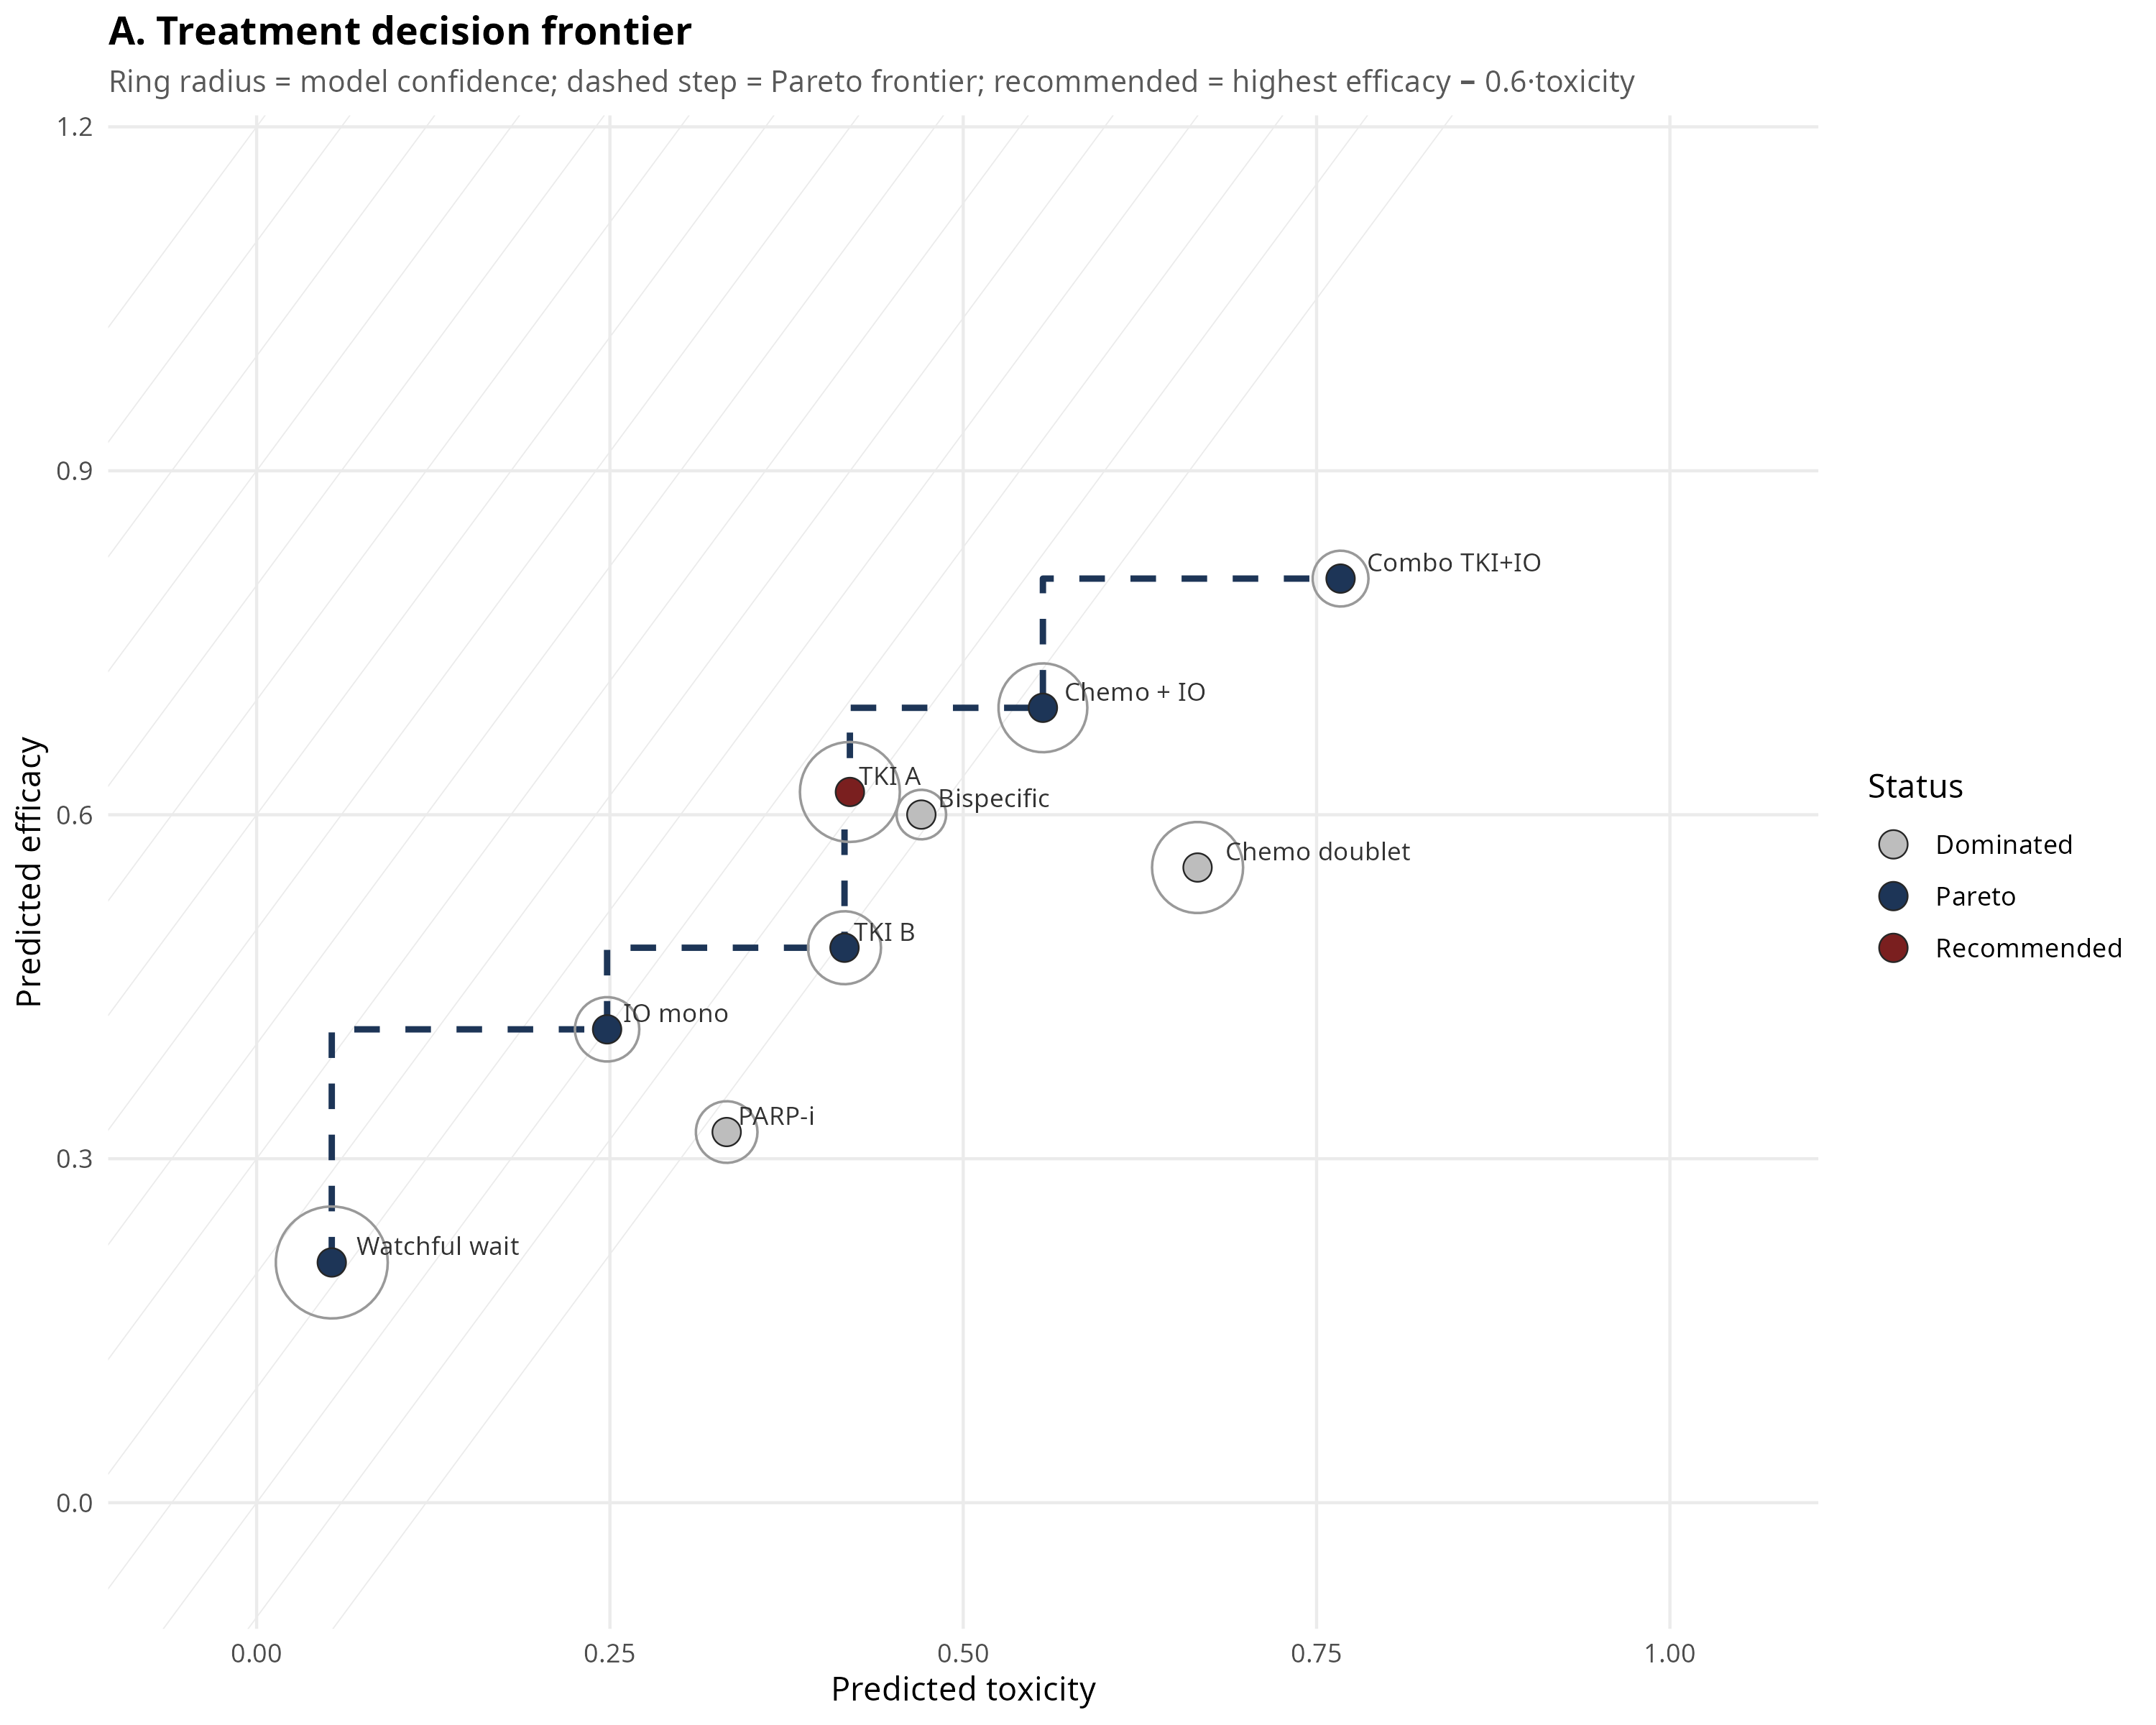 A. Treatment decision frontier
Ring radius = model confidence; dashed step = Pareto frontier; recommended = highest efficacy − 0.6·toxicity
1.2
0.9
0.6
0.3
0.0
Predicted efficacy
Combo TKI+IO
Chemo + IO
TKI A
Bispecific
Chemo doublet
TKI B
IO mono
PARP-i
Watchful wait
0.00
0.25
0.50
0.75
1.00
Predicted toxicity
Status
Dominated
Pareto
Recommended